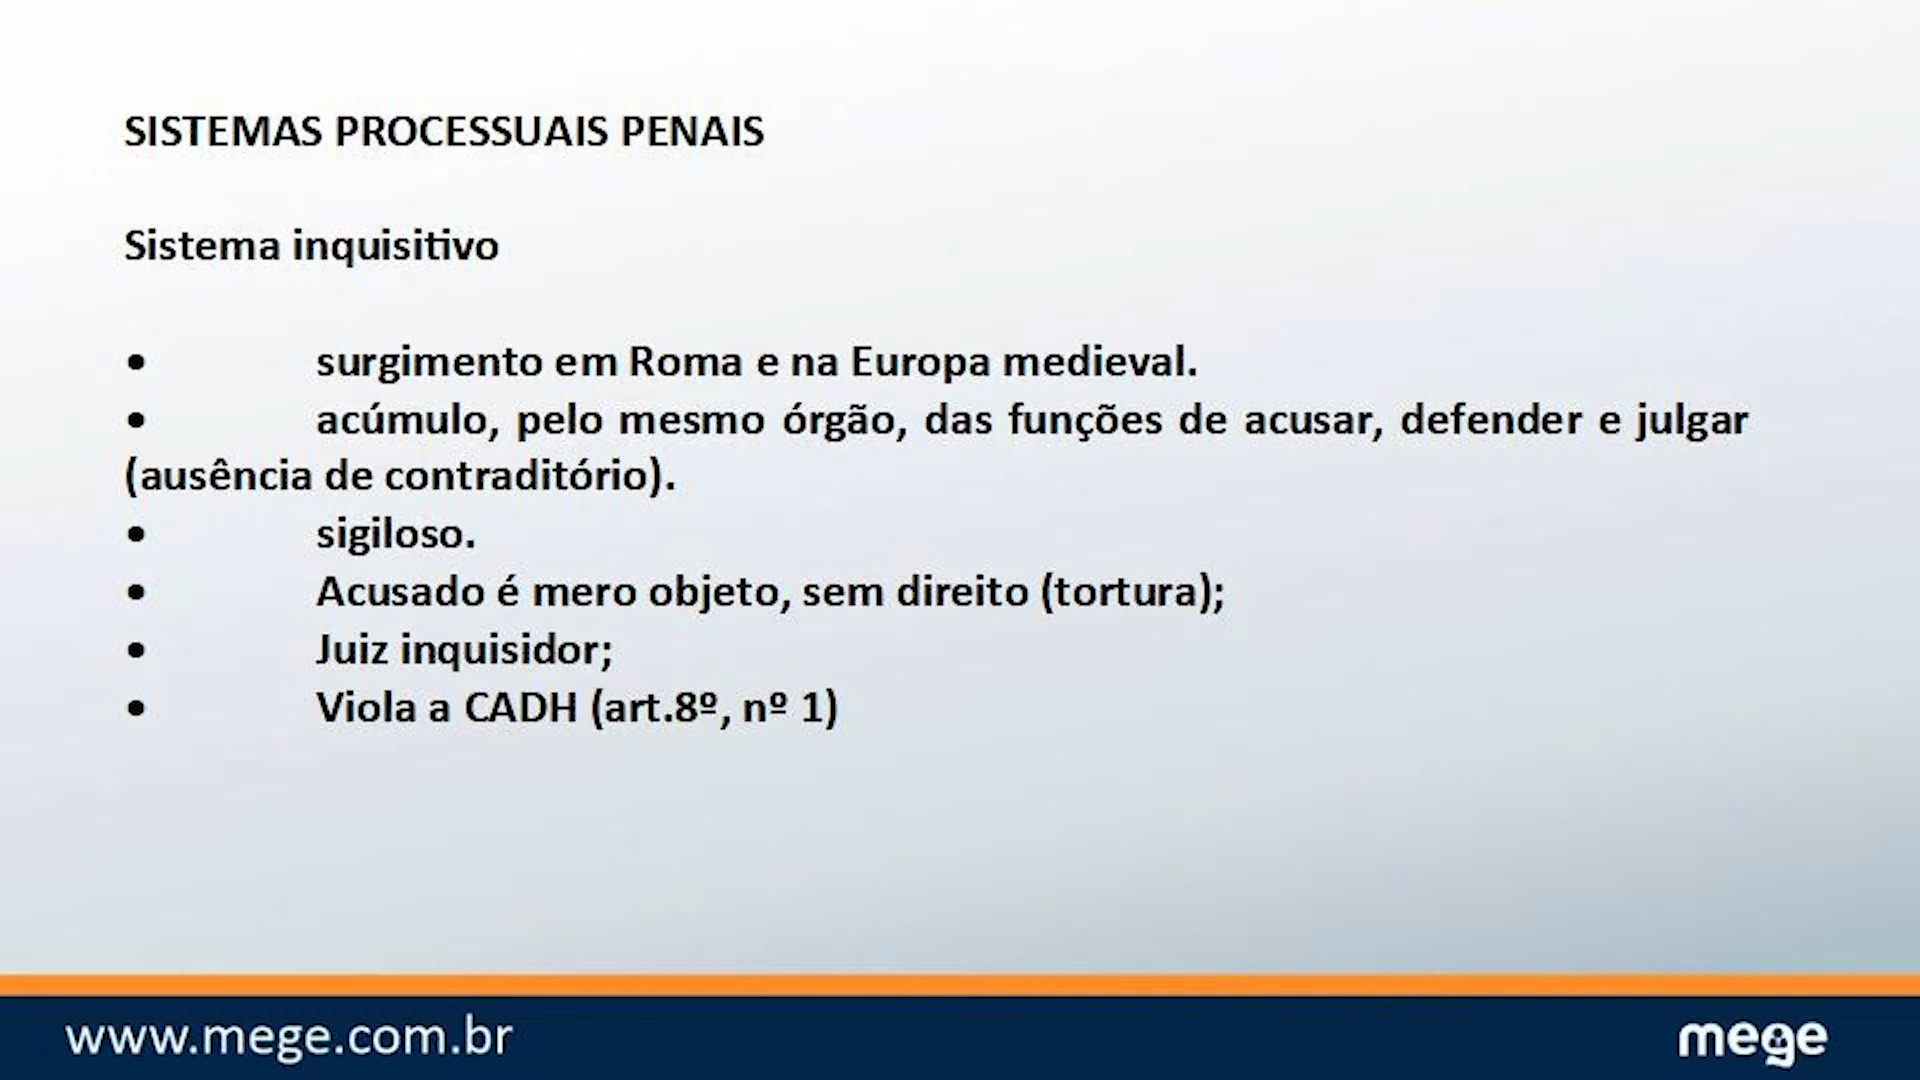 SISTEMAS PROCESSUAIS PENAIS
Sistema inquisitivo
• surgimento em Roma e na Europa medieval.
• acúmulo, pelo mesmo órgão, das funções de acusar, defender e julgar
(ausência de contraditório).
• sigiloso.
• Acusado é mero objeto, sem direito (tortura);
• Juiz inquisidor;
• Viola a CADH (art.8º, nº 1)
www.mege.com.br
mege